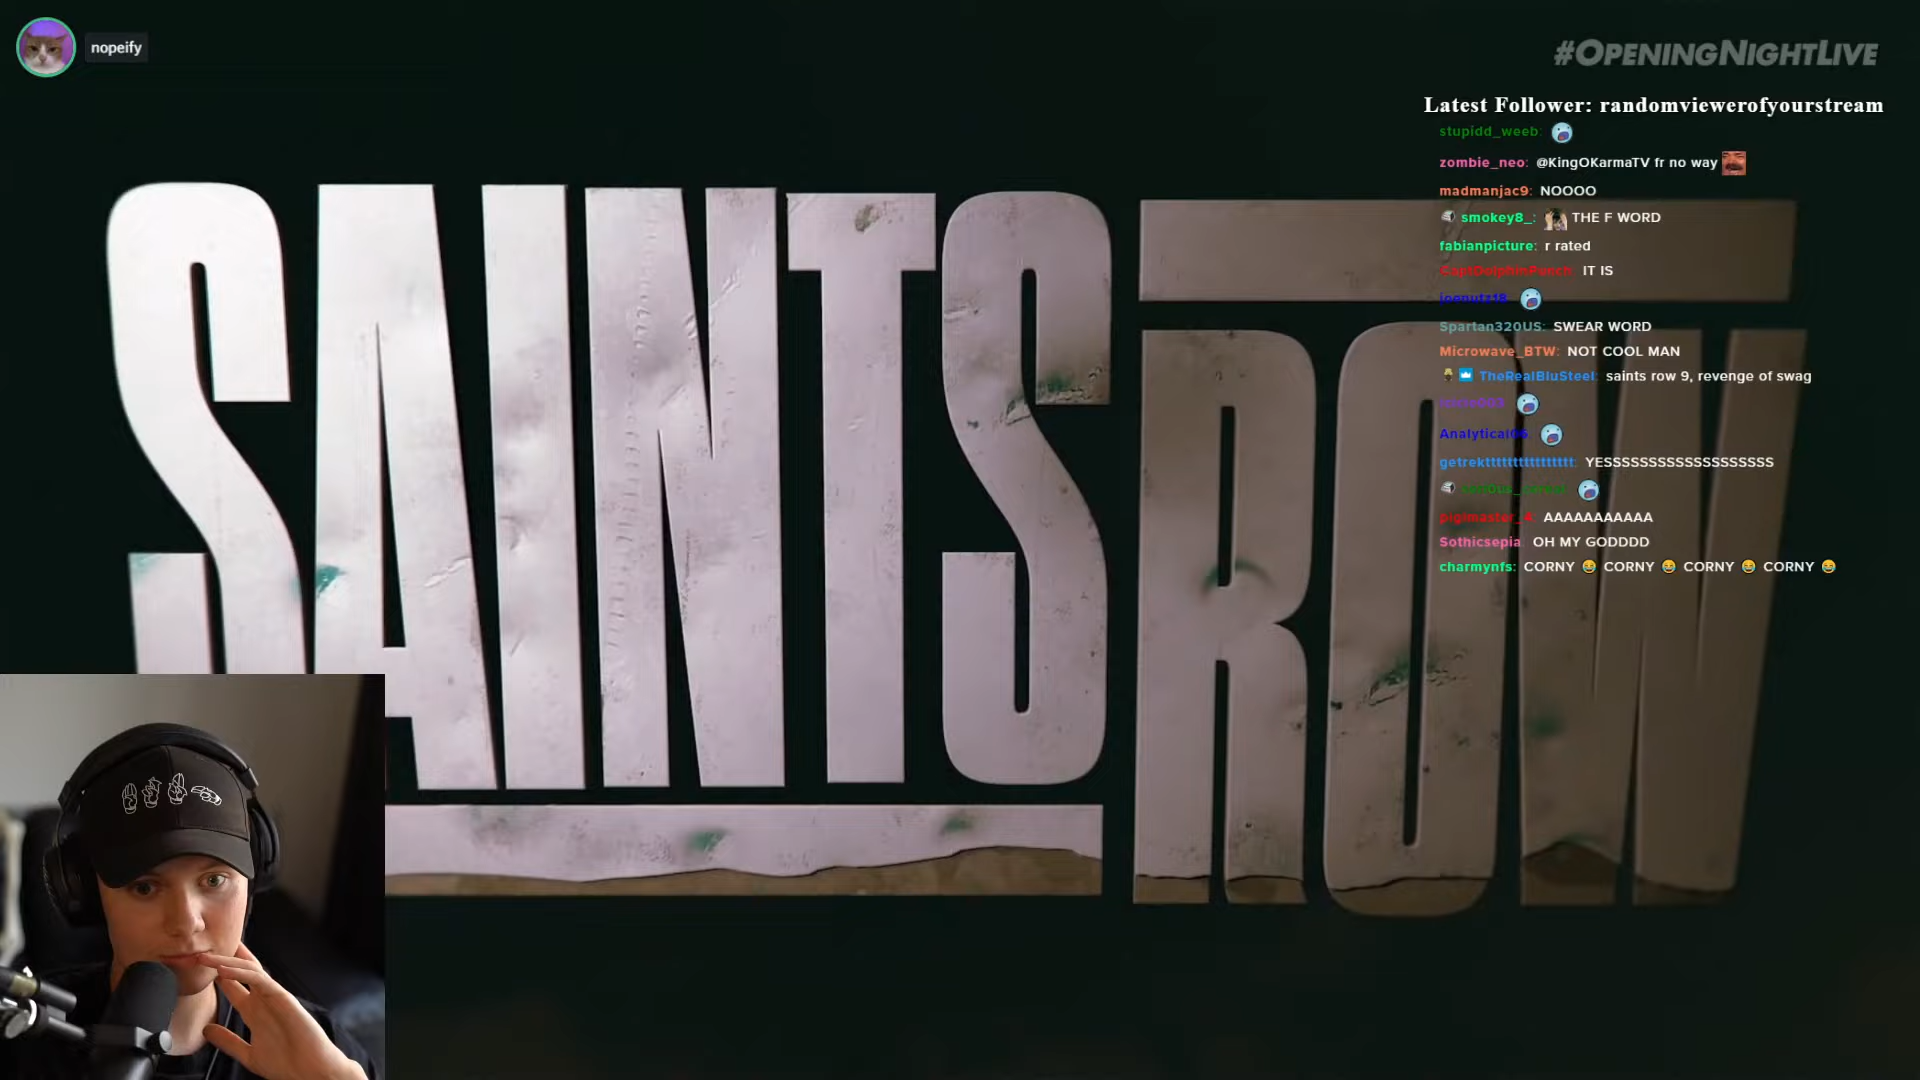 nopeify
#OPENINGNIGHTLIVE
Latest Follower: randomviewerofyourstream
stupidd_weeb:
zombie_neo: @KingOKarmaTV fr no way
madmanjac9: NOOOO
smokey8_: THE F WORD
fabianpicture: r rated
CaptDolphinPunch: IT IS
Spartan320US: SWEAR WORD
Microwave_BTW: NOT COOL MAN
TheRealBluSteel: saints row 9, revenge of swag
YESSSSSSSSSSSSSSSSSSS
pigimaster_4: AAAAAAAAAAA
Sothicsepia: OH MY GODDDD
charmynfs: CORNY 😂 CORNY 😂 CORNY 😂 CORNY 😂
SAINTS
ROW